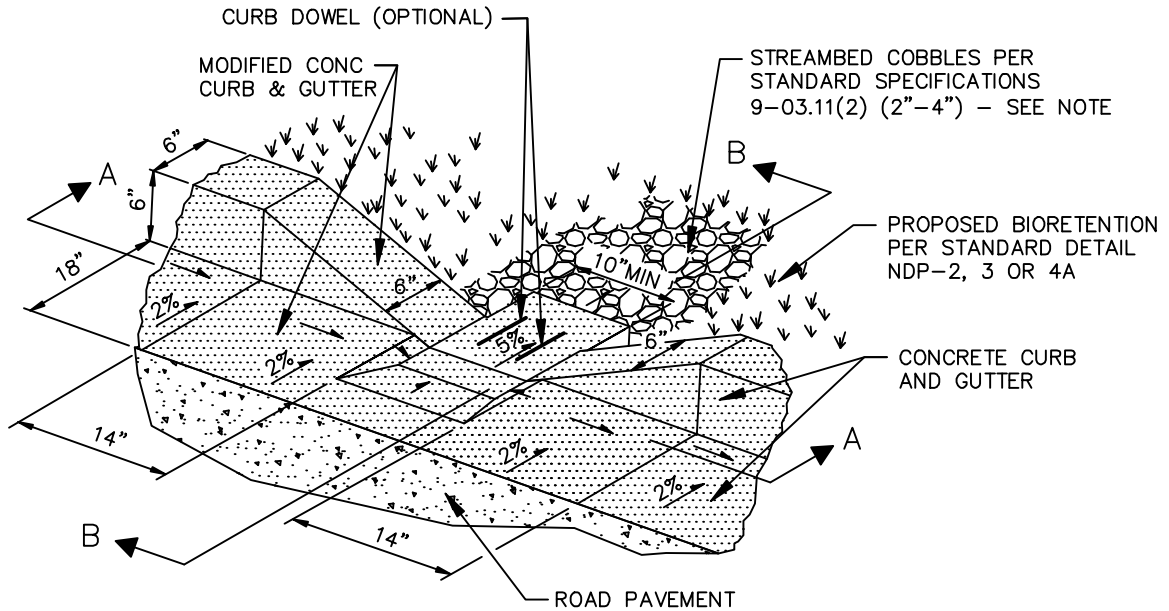 CURB DOWEL (OPTIONAL)
MODIFIED CONC
CURB & GUTTER
STREAMBED COBBLES PER
STANDARD SPECIFICATIONS
9-03.11(2) (2"-4") - SEE NOTE
B
6"
A
6"
PROPOSED BIORETENTION
PER STANDARD DETAIL
NDP-2, 3 OR 4A
18"
10"MIN
6"
2%
5%
6"
2%
CONCRETE CURB
AND GUTTER
14"
A
2%
2%
B
14"
ROAD PAVEMENT